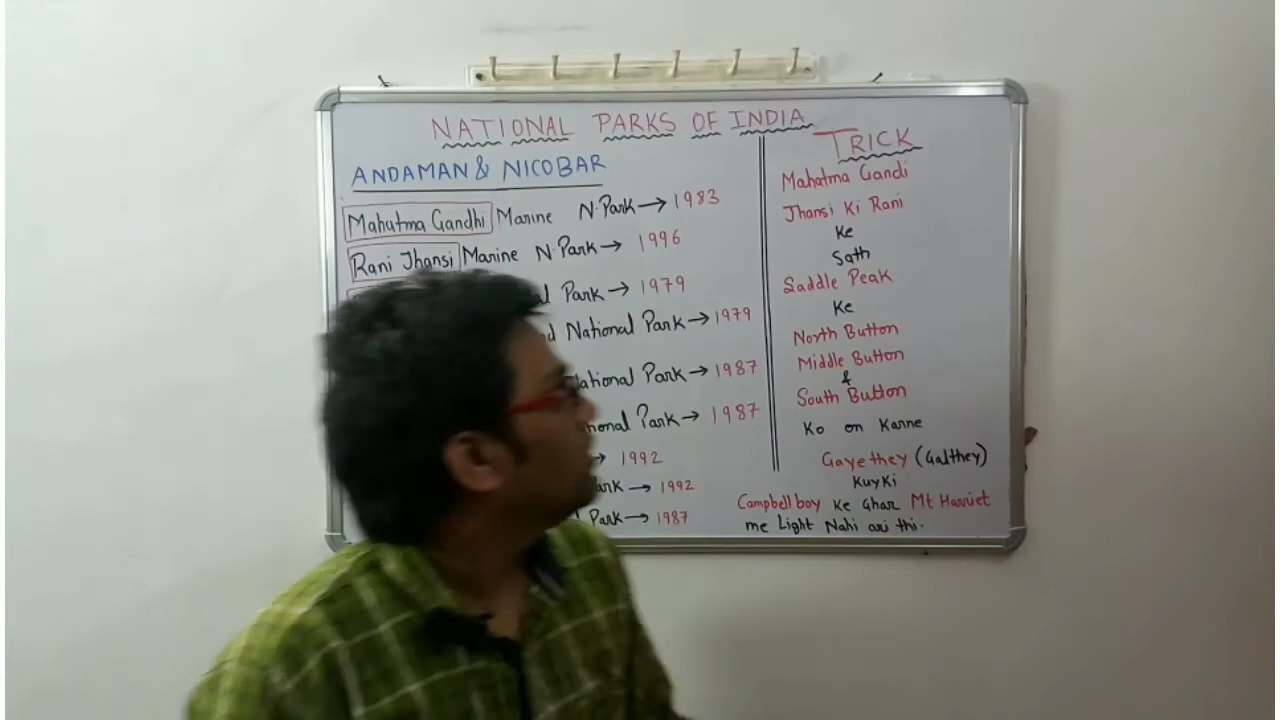 NATIONAL PARKS OF INDIA
ANDAMAN & NICOBAR
Mahatma Gandhi Marine N.Park → 1983
Rani Jhansi Marine N.Park → 1996
Park → 1979
National Park → 1979
National Park → 1987
Park → 1987
→ 1992
→ 1992
Park → 1987
TRICK
Mahatma Gandi
Jhansi Ki Rani
Ke
Sath
Saddle Peak
Ke
North Button
Middle Button
&
South Button
Ko on Karne
Gaye they (Galthey)
Kuyki
Campbell boy Ke Ghar Mt Harriet
me Light Nahi ari thi.